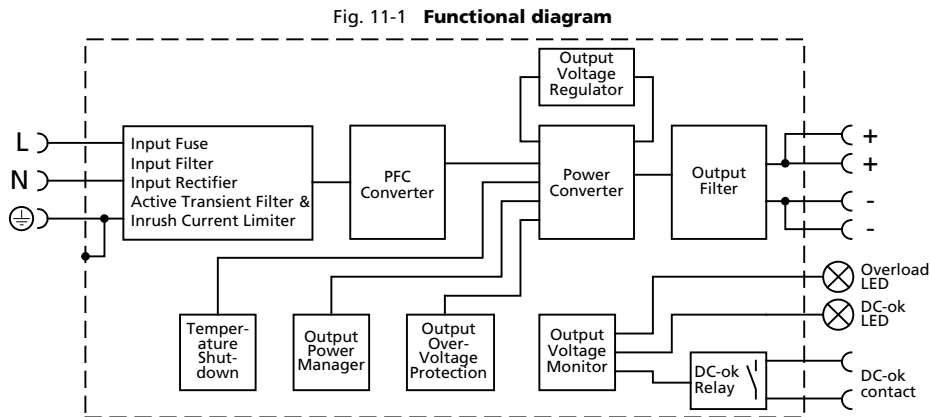 Fig. 11-1 Functional diagram
Output
Voltage
Regulator
L
N
Input Fuse
Input Filter
Input Rectifier
Active Transient Filter &
Inrush Current Limiter
PFC
Converter
Power
Converter
Output
Filter
+
+
-
-
Temper-
ature
Shut-
down
Output
Power
Manager
Output
Over-
Voltage
Protection
Output
Voltage
Monitor
DC-ok
Relay
Overload
LED
DC-ok
LED
DC-ok
contact